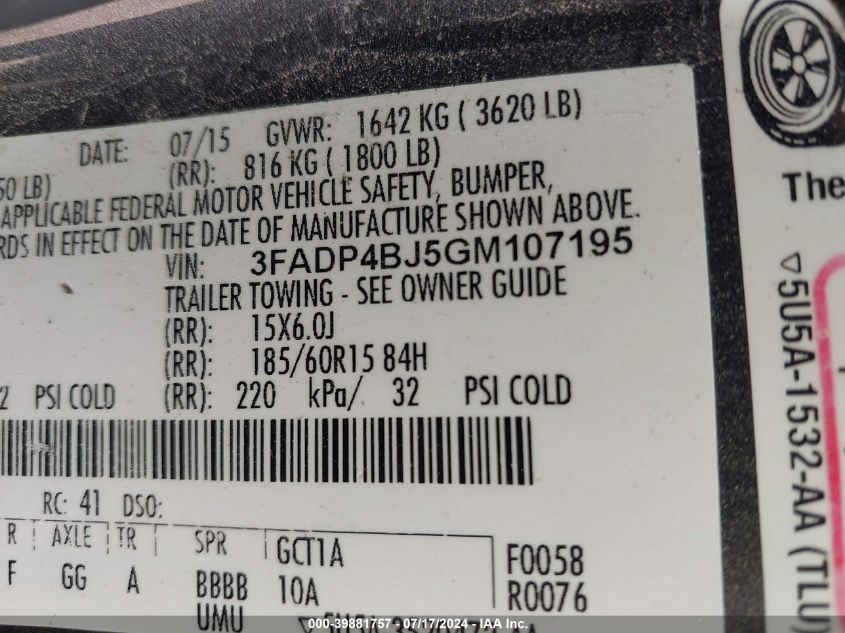 DATE: 07/15 GVWR: 1642 KG ( 3620 LB)
LB) (RR): 816 KG ( 1800 LB)
APPLICABLE FEDERAL MOTOR VEHICLE SAFETY, BUMPER,
IN EFFECT ON THE DATE OF MANUFACTURE SHOWN ABOVE.
VIN: 3FADP4BJ5GM107195
TRAILER TOWING - SEE OWNER GUIDE
(RR): 15X6.0J
(RR): 185/60R15 84H
2 PSI COLD (RR): 220 kPa/ 32 PSI COLD
RC: 41 DSO:
R AXLE TR SPR GCT1A F0058
F GG A BBBB 10A R0076
UMU
The
▽5U5A-1532-AA (TLU)
000-39881757 - 07/17/2024 - IAA Inc.